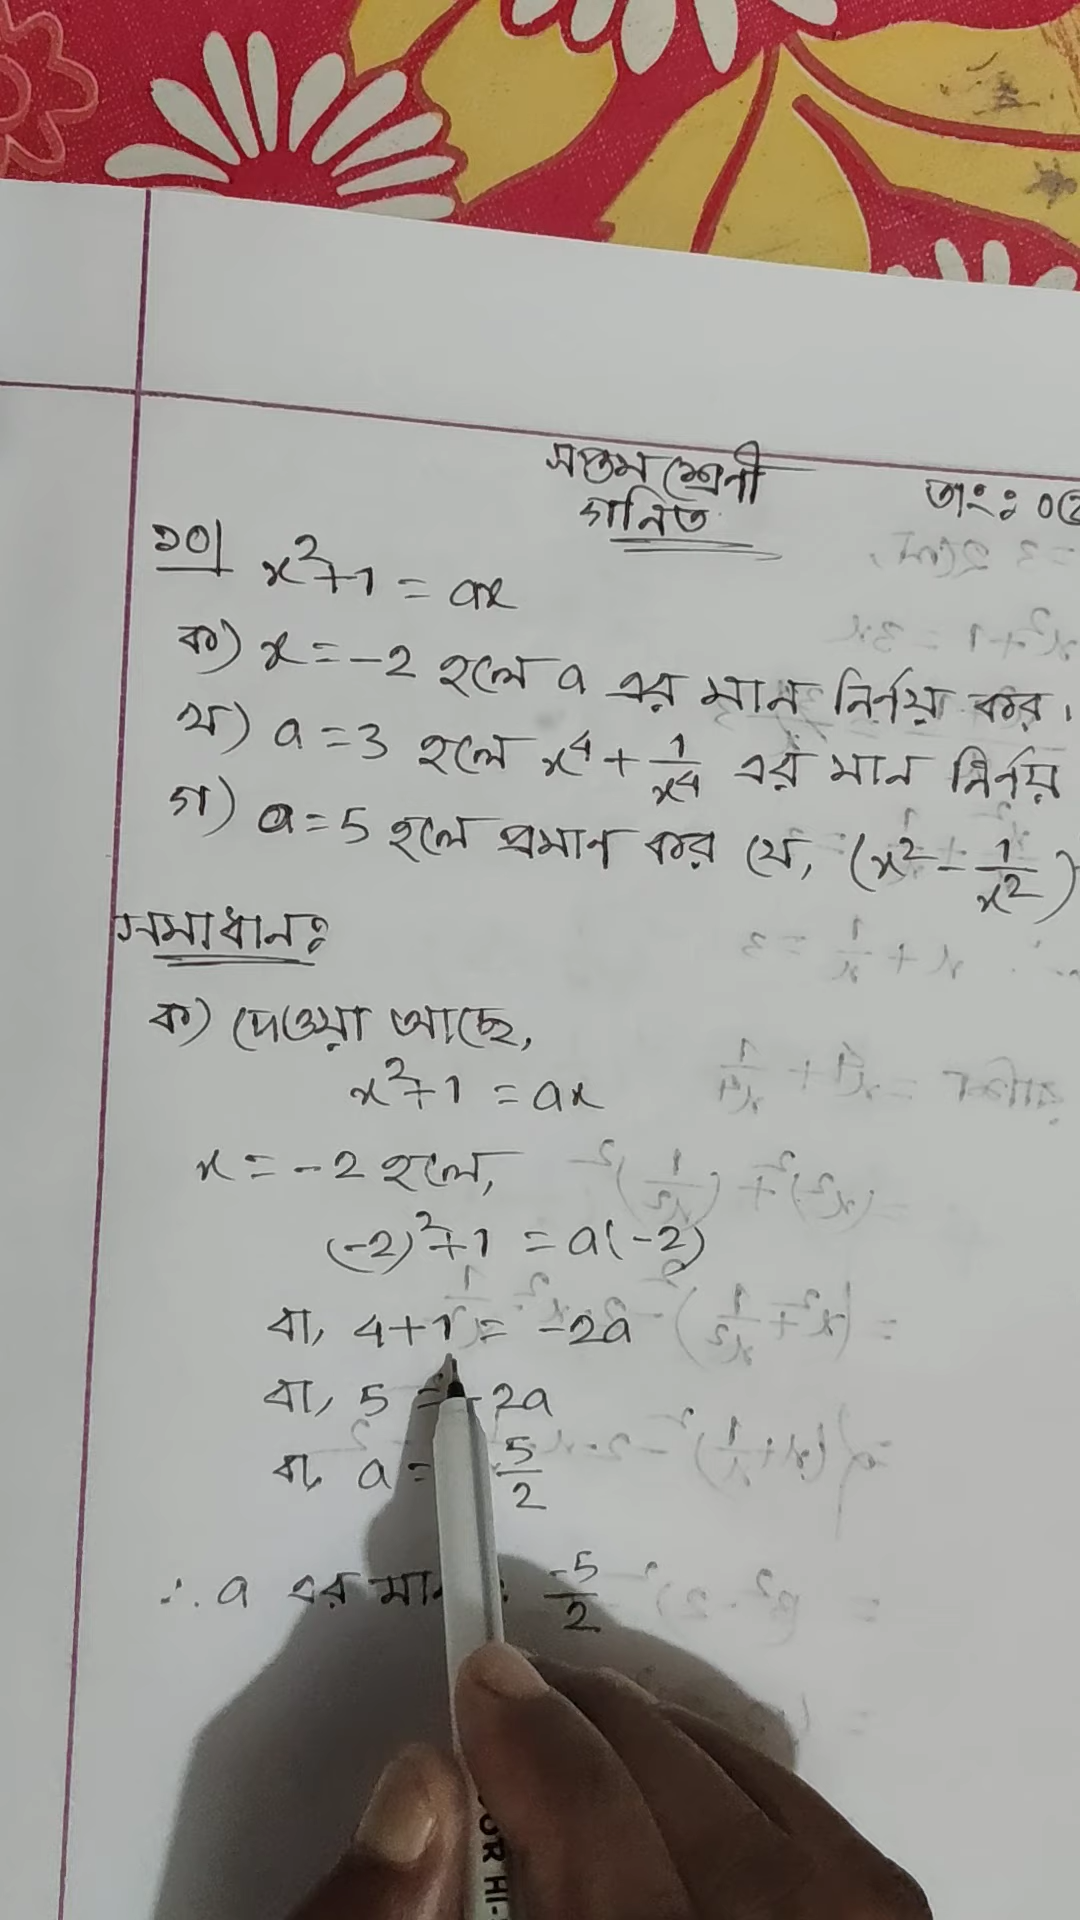 সপ্তম শ্রেনী
গনিত
তাং: ০
১০| x²+1 = ax
ক) x = -2 হলে a এর মান নির্ণয় কর।
খ) a = 3 হলে x⁴ + 1/x⁴ এর মান নির্ণয়
গ) a = 5 হলে প্রমান কর যে, (x² - 1/x²)
সমাধান:
ক) দেওয়া আছে,
x²+1 = ax
x = -2 হলে,
(-2)²+1 = a(-2)
বা, 4+1 = -2a
বা, 5 = -2a
বা, a = 5/2
∴ a এর মান -5/2